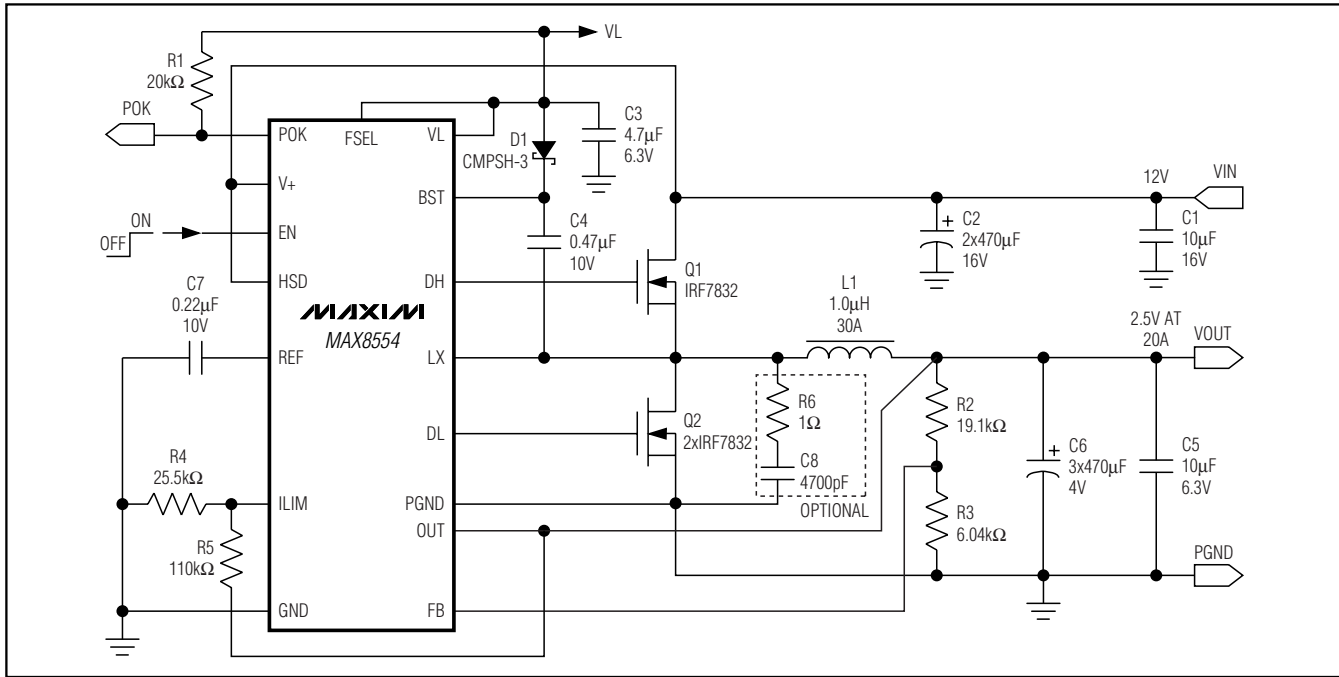 VL
R1
20kΩ
POK
POK
FSEL
VL
D1
CMPSH-3
C3
4.7μF
6.3V
V+
BST
12V
VIN
ON
OFF
EN
C4
0.47μF
10V
+
C2
2x470μF
16V
C1
10μF
16V
HSD
DH
Q1
IRF7832
C7
0.22μF
10V
MAXIM
MAX8554
L1
1.0μH
30A
2.5V AT
20A
VOUT
REF
LX
R6
1Ω
R2
19.1kΩ
DL
Q2
2xIRF7832
C8
4700pF
+
C6
3x470μF
4V
C5
10μF
6.3V
R4
25.5kΩ
ILIM
PGND
OPTIONAL
OUT
R3
6.04kΩ
R5
110kΩ
PGND
GND
FB